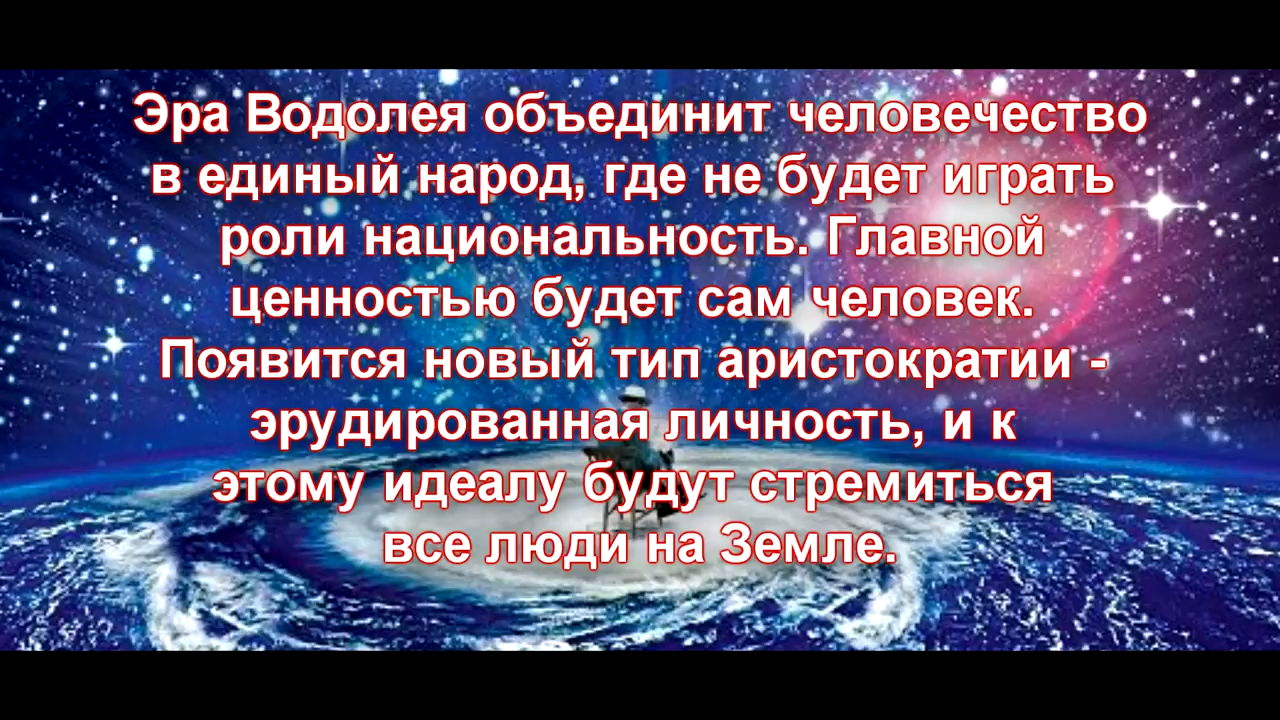 Эра Водолея объединит человечество
в единый народ, где не будет играть
роли национальность. Главной
ценностью будет сам человек.
Появится новый тип аристократии -
эрудированная личность, и к
этому идеалу будут стремиться
все люди на Земле.